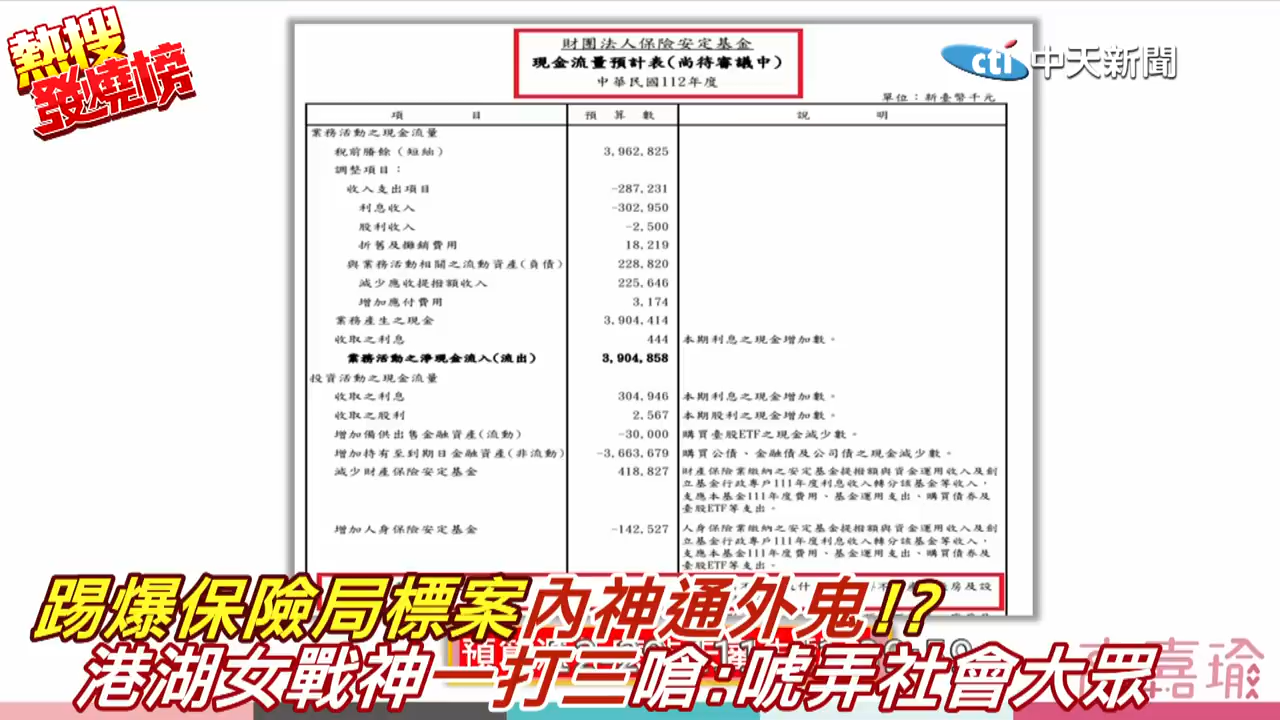 熱搜
發燒榜
cti 中天新聞
財團法人保險安定基金
現金流量預計表(尚待審議中)
中華民國112年度
單位：新臺幣千元
項 目 預 算 數 說 明
業務活動之現金流量
稅前賸餘（短絀） 3,962,825
調整項目：
收入支出項目 -287,231
利息收入 -302,950
股利收入 -2,500
折舊及攤銷費用 18,219
與業務活動相關之流動資產(負債) 228,820
減少應收提撥額收入 225,646
增加應付費用 3,174
業務產生之現金 3,904,414
收取之利息 444 本期利息之現金增加數。
業務活動之淨現金流入(流出) 3,904,858
投資活動之現金流量
收取之利息 304,946 本期利息之現金增加數。
收取之股利 2,567 本期股利之現金增加數。
增加備供出售金融資產(流動) -30,000 購買臺股ETF之現金減少數。
增加持有至到期日金融資產(非流動) -3,663,679 購買公債、金融債及公司債之現金減少數。
減少財產保險安定基金 418,827 財產保險業繳納之安定基金提撥額與資金運用收入及創
立基金行政專戶111年度利息收入轉分該基金等收入，
支應本基金111年度費用、基金運用支出、購買債券及
臺股ETF等支出。
增加人身保險安定基金 -142,527 人身保險業繳納之安定基金提撥額與資金運用收入及創
立基金行政專戶111年度利息收入轉分該基金等收入，
支應本基金111年度費用、基金運用支出、購買債券及
臺股ETF等支出。
房及設
踢爆保險局標案內神通外鬼!?
港湖女戰神一打三嗆:唬弄社會大眾
嘉瑜